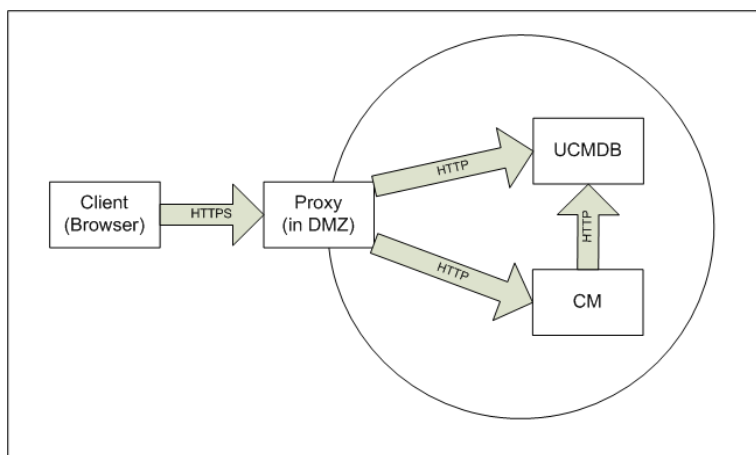 Client
(Browser)
HTTPS
Proxy
(in DMZ)
HTTP
UCMDB
HTTP
HTTP
CM